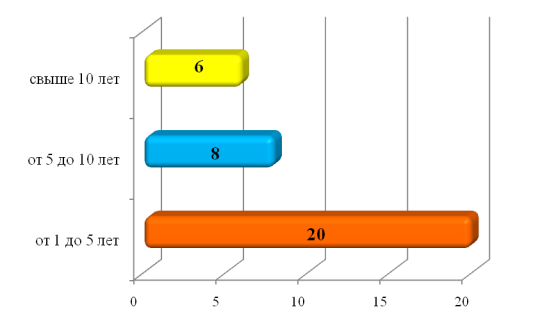 свыше 10 лет
6
от 5 до 10 лет
8
от 1 до 5 лет
20
0 5 10 15 20